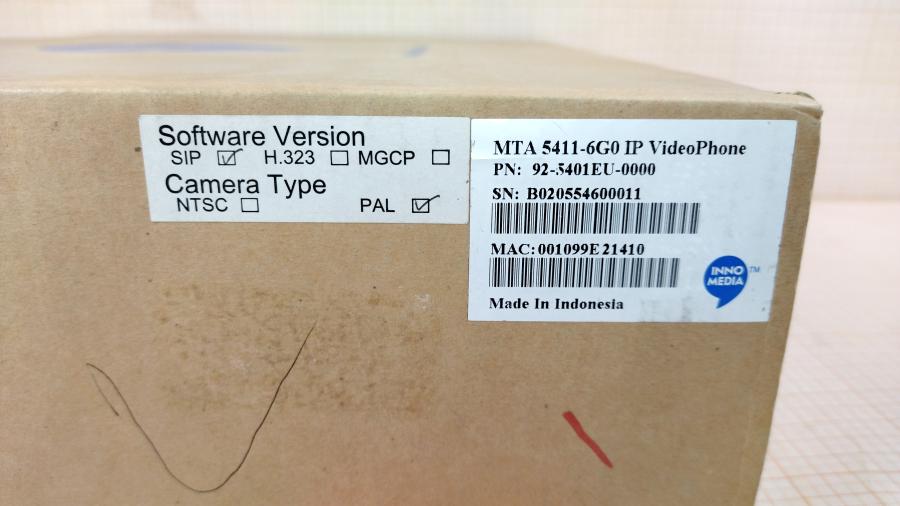 Software Version
SIP ☑ H.323 ☐ MGCP ☐
Camera Type
NTSC ☐ PAL ☑
MTA 5411-6G0 IP VideoPhone
PN: 92-5401EU-0000
SN: B020554600011
MAC:001099E21410
INNO
MEDIA TM
Made In Indonesia